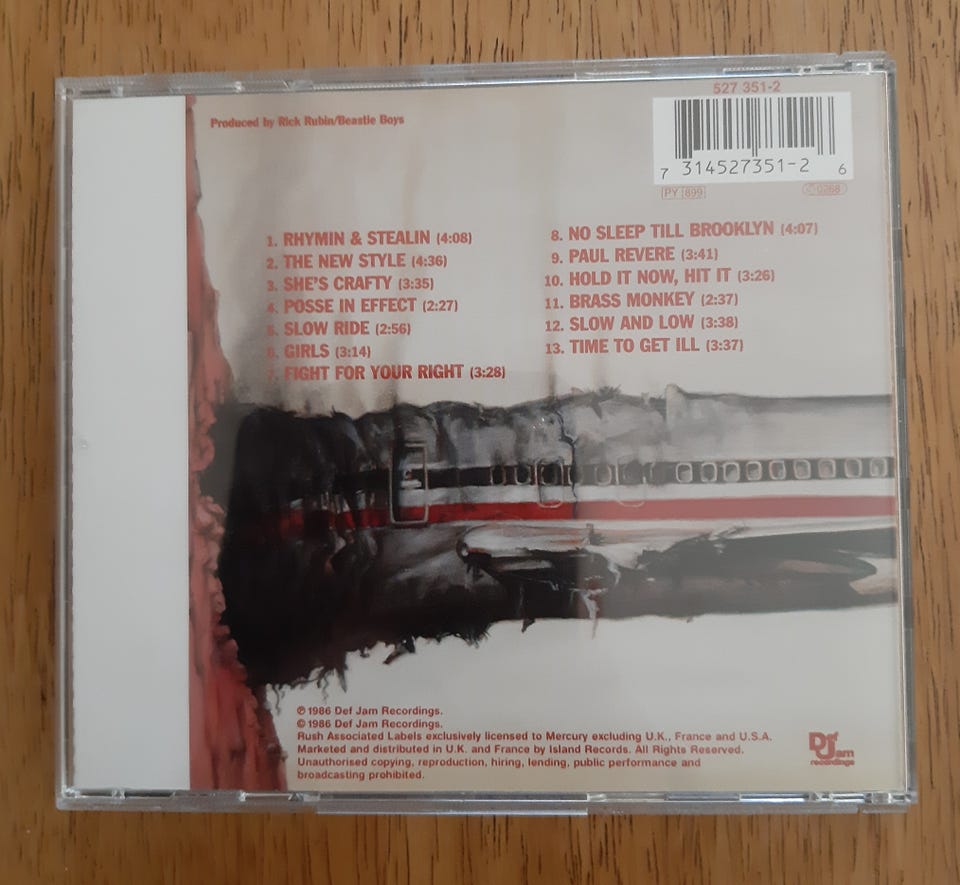 527 351-2
Produced by Rick Rubin/Beastie Boys
7 314527351-2 6
PY 899
0268
1. RHYMIN & STEALIN (4:08)
2. THE NEW STYLE (4:36)
3. SHE'S CRAFTY (3:35)
4. POSSE IN EFFECT (2:27)
5. SLOW RIDE (2:56)
6. GIRLS (3:14)
7. FIGHT FOR YOUR RIGHT (3:28)
8. NO SLEEP TILL BROOKLYN (4:07)
9. PAUL REVERE (3:41)
10. HOLD IT NOW, HIT IT (3:26)
11. BRASS MONKEY (2:37)
12. SLOW AND LOW (3:38)
13. TIME TO GET ILL (3:37)
℗ 1986 Def Jam Recordings.
© 1986 Def Jam Recordings.
Rush Associated Labels exclusively licensed to Mercury excluding U.K., France and U.S.A.
Marketed and distributed in U.K. and France by Island Records. All Rights Reserved.
Unauthorised copying, reproduction, hiring, lending, public performance and
broadcasting prohibited.
Def Jam
recordings